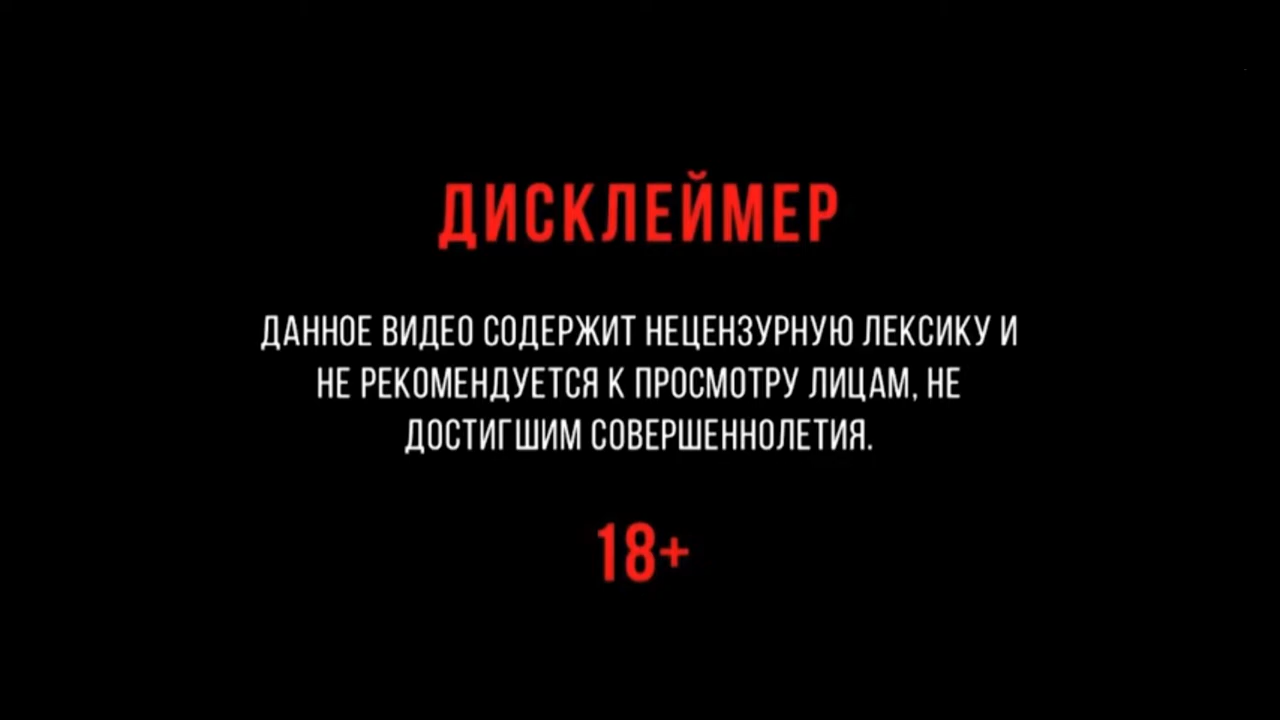 ДИСКЛЕЙМЕР
ДАННОЕ ВИДЕО СОДЕРЖИТ НЕЦЕНЗУРНУЮ ЛЕКСИКУ И
НЕ РЕКОМЕНДУЕТСЯ К ПРОСМОТРУ ЛИЦАМ, НЕ
ДОСТИГШИМ СОВЕРШЕННОЛЕТИЯ.
18+